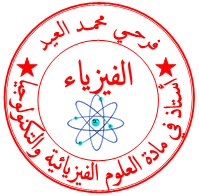 فرحي محمد العيد
الفيزياء
أستاذ في مادة العلوم الفيزيائية والتكنولوجيا